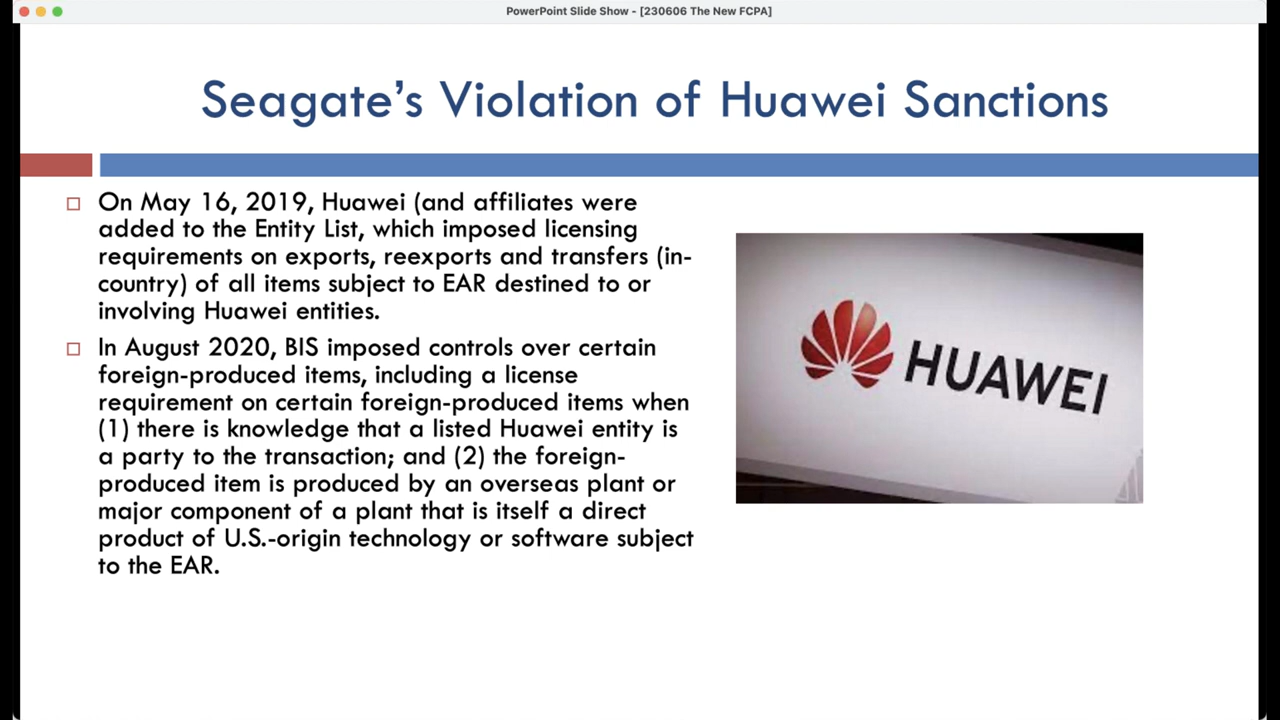 PowerPoint Slide Show - [230606 The New FCPA]
Seagate’s Violation of Huawei Sanctions
On May 16, 2019, Huawei (and affiliates were
added to the Entity List, which imposed licensing
requirements on exports, reexports and transfers (in-
country) of all items subject to EAR destined to or
involving Huawei entities.
In August 2020, BIS imposed controls over certain
foreign-produced items, including a license
requirement on certain foreign-produced items when
(1) there is knowledge that a listed Huawei entity is
a party to the transaction; and (2) the foreign-
produced item is produced by an overseas plant or
major component of a plant that is itself a direct
product of U.S.-origin technology or software subject
to the EAR.
HUAWEI